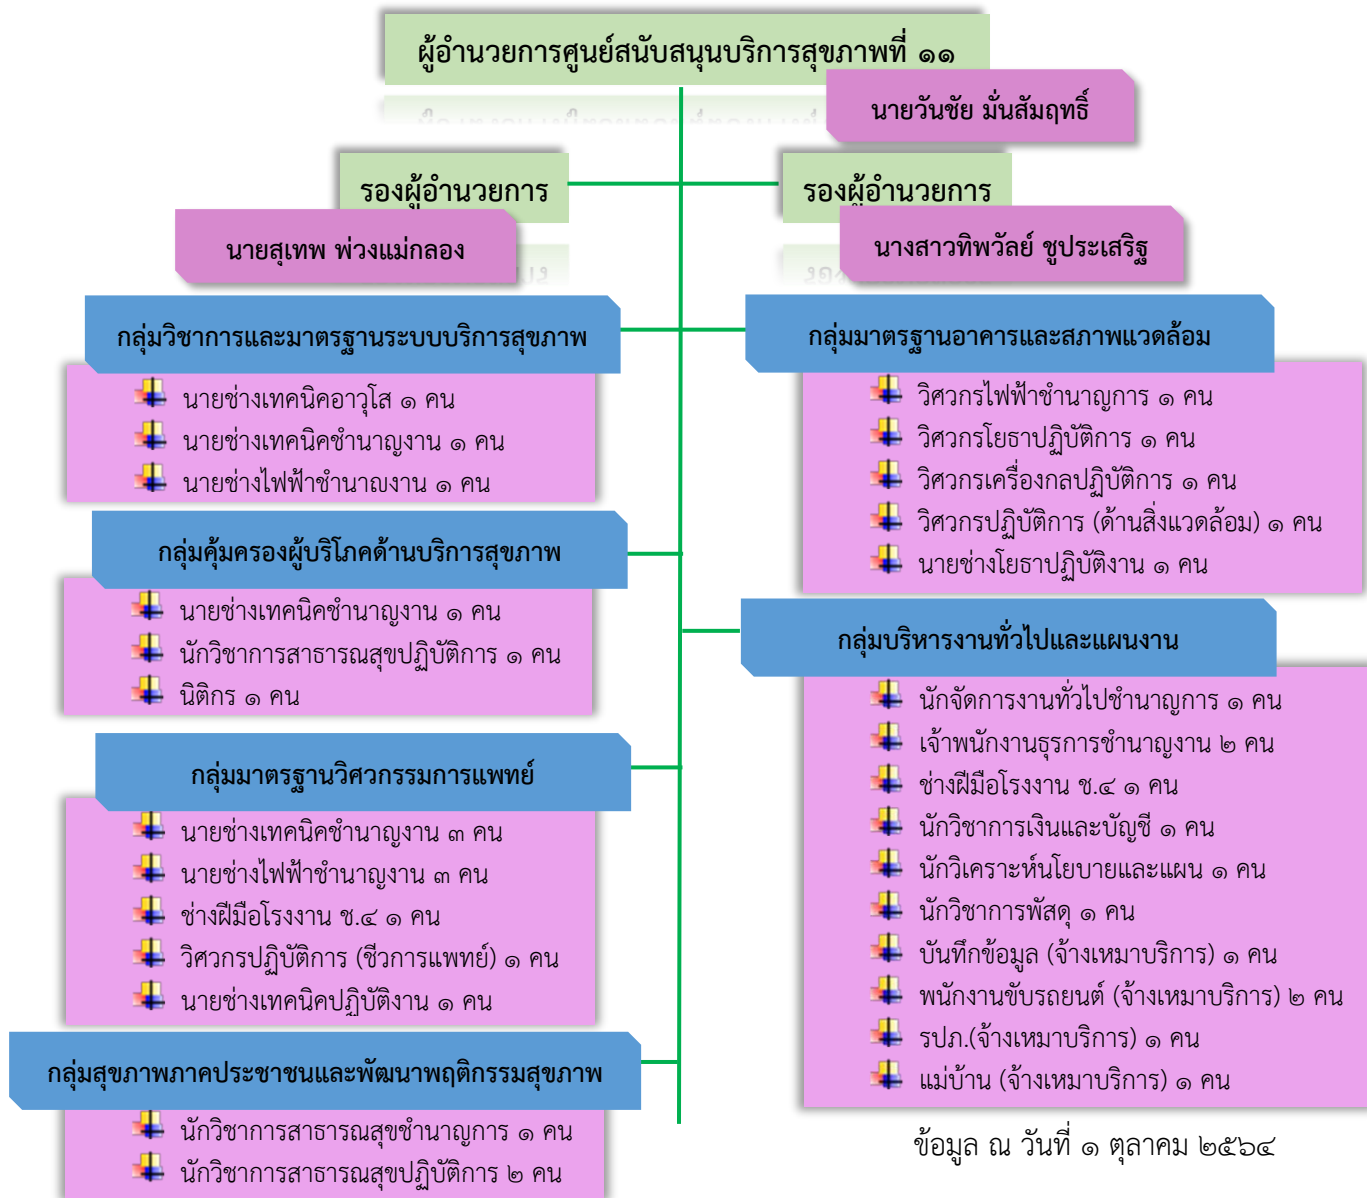 ผู้อำนวยการศูนย์สนับสนุนบริการสุขภาพที่ ๑๑
นายวันชัย มั่นสัมฤทธิ์
รองผู้อำนวยการ
นายสุเทพ พ่วงแม่กลอง
รองผู้อำนวยการ
นางสาวทิพวัลย์ ชูประเสริฐ
กลุ่มวิชาการและมาตรฐานระบบบริการสุขภาพ
นายช่างเทคนิคอาวุโส ๑ คน
นายช่างเทคนิคชำนาญงาน ๑ คน
นายช่างไฟฟ้าชำนาญงาน ๑ คน
กลุ่มคุ้มครองผู้บริโภคด้านบริการสุขภาพ
นายช่างเทคนิคชำนาญงาน ๑ คน
นักวิชาการสาธารณสุขปฏิบัติการ ๑ คน
นิติกร ๑ คน
กลุ่มมาตรฐานวิศวกรรมการแพทย์
นายช่างเทคนิคชำนาญงาน ๓ คน
นายช่างไฟฟ้าชำนาญงาน ๓ คน
ช่างฝีมือโรงงาน ช.๔ ๑ คน
วิศวกรปฏิบัติการ (ชีวการแพทย์) ๑ คน
นายช่างเทคนิคปฏิบัติงาน ๑ คน
กลุ่มสุขภาพภาคประชาชนและพัฒนาพฤติกรรมสุขภาพ
นักวิชาการสาธารณสุขชำนาญการ ๑ คน
นักวิชาการสาธารณสุขปฏิบัติการ ๒ คน
กลุ่มมาตรฐานอาคารและสภาพแวดล้อม
วิศวกรไฟฟ้าชำนาญการ ๑ คน
วิศวกรโยธาปฏิบัติการ ๑ คน
วิศวกรเครื่องกลปฏิบัติการ ๑ คน
วิศวกรปฏิบัติการ (ด้านสิ่งแวดล้อม) ๑ คน
นายช่างโยธาปฏิบัติงาน ๑ คน
กลุ่มบริหารงานทั่วไปและแผนงาน
นักจัดการงานทั่วไปชำนาญการ ๑ คน
เจ้าพนักงานธุรการชำนาญงาน ๒ คน
ช่างฝีมือโรงงาน ช.๔ ๑ คน
นักวิชาการเงินและบัญชี ๑ คน
นักวิเคราะห์นโยบายและแผน ๑ คน
นักวิชาการพัสดุ ๑ คน
บันทึกข้อมูล (จ้างเหมาบริการ) ๑ คน
พนักงานขับรถยนต์ (จ้างเหมาบริการ) ๒ คน
รปภ.(จ้างเหมาบริการ) ๑ คน
แม่บ้าน (จ้างเหมาบริการ) ๑ คน
ข้อมูล ณ วันที่ ๑ ตุลาคม ๒๕๖๔